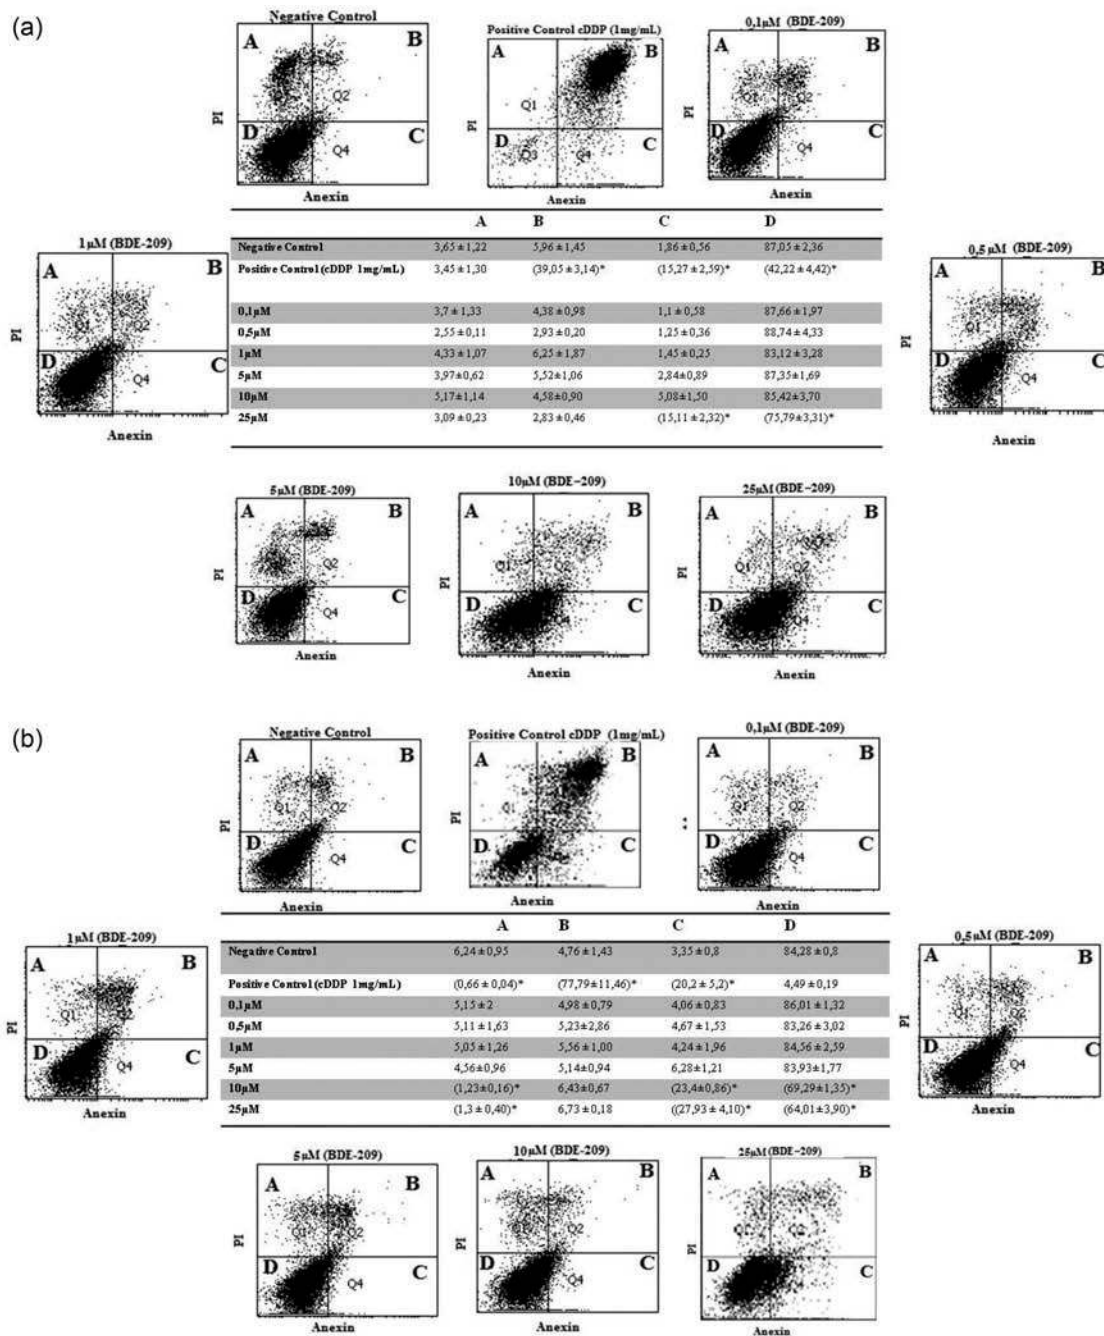 (a)
Negative Control
A
B
Q2
D
C
Q4
PI
Anexin
Positive Control cDDP (1mg/mL)
A
B
Q1
D
C
Q3
Q4
PI
Anexin
0,1µM (BDE-209)
A
B
Q1
Q2
D
C
Q4
PI
Anexin
1µM (BDE-209)
A
B
Q1
Q2
D
C
Q4
PI
Anexin
A B C D
Negative Control 3,65 ±1,22 5,96 ±1,45 1,86 ±0,56 87,05 ±2,36
Positive Control (cDDP 1mg/mL) 3,45 ±1,30 (39,05 ±3,14)* (15,27 ±2,59)* (42,22 ±4,42)*
0,1µM 3,7 ±1,33 4,38 ±0,98 1,1 ±0,58 87,66 ±1,97
0,5µM 2,55 ±0,11 2,93 ±0,20 1,25 ±0,36 88,74 ±4,33
1µM 4,33 ±1,07 6,25 ±1,87 1,45 ±0,25 83,12 ±3,28
5µM 3,97±0,62 5,52±1,06 2,84±0,89 87,35±1,69
10µM 5,17±1,14 4,58±0,90 5,08±1,50 85,42±3,70
25µM 3,09 ±0,23 2,83 ±0,46 (15,11 ±2,32)* (75,79±3,31)*
0,5µM (BDE-209)
A
B
Q1
Q2
D
C
Q4
PI
Anexin
5µM (BDE-209)
A
B
Q2
D
C
Q4
PI
Anexin
10µM (BDE-209)
A
B
Q1
Q2
D
C
Q4
PI
Anexin
25µM (BDE-209)
A
B
Q1
Q2
D
C
Q4
PI
Anexin
(b)
Negative Control
A
B
Q1
Q2
D
C
Q4
PI
Anexin
Positive Control cDDP (1mg/mL)
A
B
Q1
D
C
PI
Anexin
0,1µM (BDE-209)
A
B
Q1
Q2
D
C
Q4
PI
Anexin
1µM (BDE-209)
A
B
Q1
Q2
D
C
Q4
PI
Anexin
A B C D
Negative Control 6,24 ±0,95 4,76 ±1,43 3,35 ±0,8 84,28 ±0,8
Positive Control (cDDP 1mg/mL) (0,66 ±0,04)* (77,79 ±11,46)* (20,2 ±5,2)* 4,49 ±0,19
0,1µM 5,15 ±2 4,98 ±0,79 4,06 ±0,83 86,01 ±1,32
0,5µM 5,11 ±1,63 5,23±2,86 4,67 ±1,53 83,26 ±3,02
1µM 5,05 ±1,26 5,56 ±1,00 4,24 ±1,96 84,56 ±2,59
5µM 4,56±0,96 5,14±0,94 6,28±1,21 83,93±1,77
10µM (1,23±0,16)* 6,43±0,67 (23,4±0,86)* (69,29±1,35)*
25µM (1,3 ±0,40)* 6,73 ±0,18 ((27,93 ±4,10)* (64,01±3,90)*
0,5µM (BDE-209)
A
B
Q1
Q2
D
C
Q4
PI
Anexin
5µM (BDE-209)
A
B
Q1
Q2
D
C
Q4
PI
Anexin
10µM (BDE-209)
A
B
Q2
D
C
Q4
PI
Anexin
25µM (BDE-209)
A
B
D
C
Q4
PI
Anexin